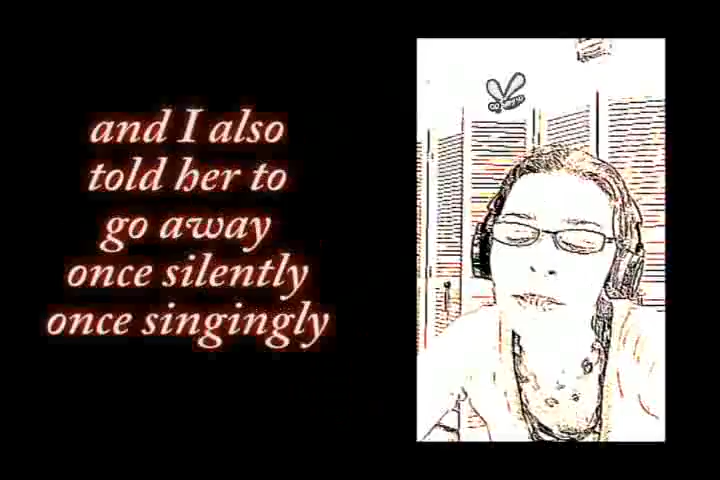 and I also
told her to
go away
once silently
once singingly